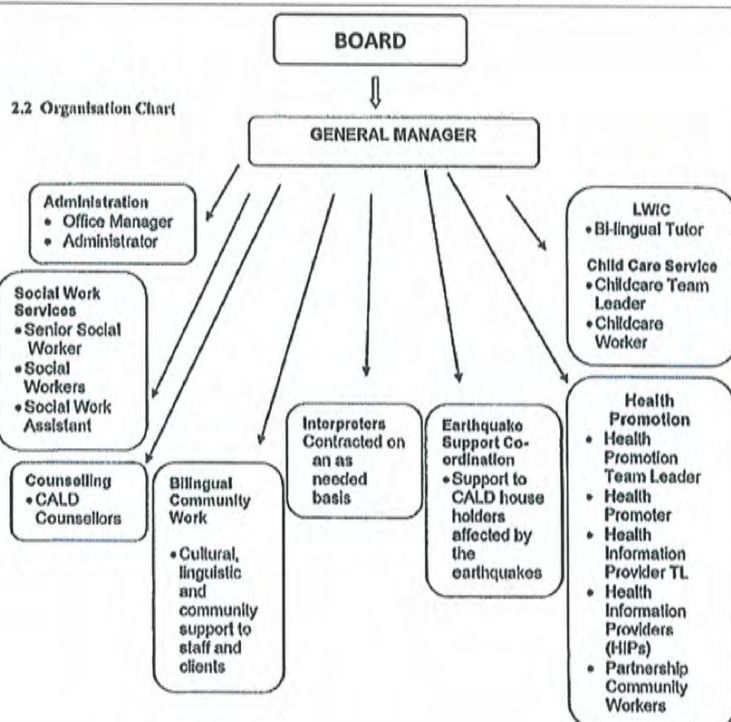 BOARD
2.2 Organisation Chart
GENERAL MANAGER
Administration
• Office Manager
• Administrator
LWIC
• Bi-lingual Tutor
Child Care Service
• Childcare Team
Leader
• Childcare
Worker
Social Work
Services
• Senior Social
Worker
• Social
Workers
• Social Work
Assistant
Counselling
• CALD
Counsellors
Bilingual
Community
Work
• Cultural,
linguistic
and
community
support to
staff and
clients
Interpreters
Contracted on
an as
needed
basis
Earthquake
Support Co-
ordination
• Support to
CALD house
holders
affected by
the
earthquakes
Health
Promotion
• Health
Promotion
Team Leader
• Health
Promoter
• Health
Information
Provider TL
• Health
Information
Providers
(HIPs)
• Partnership
Community
Workers